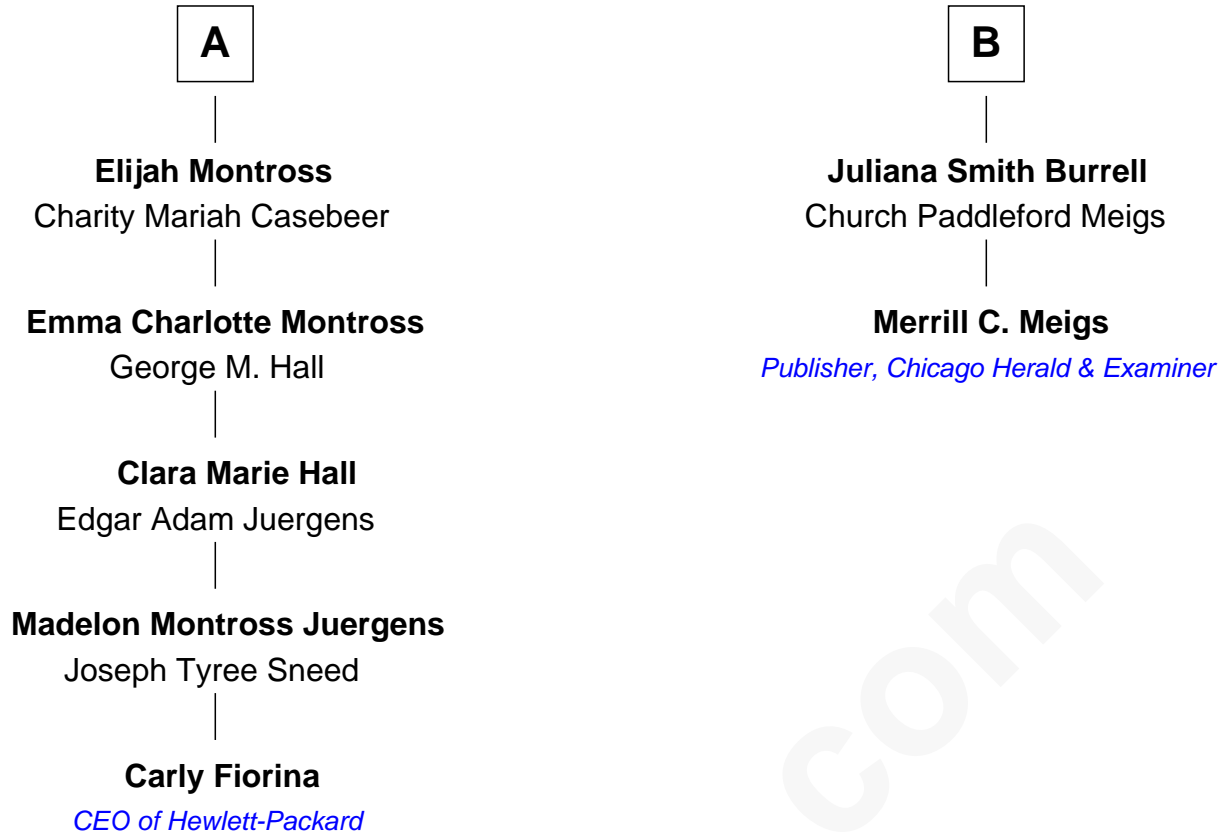 A
B
Elijah Montross
Charity Mariah Casebeer
Juliana Smith Burrell
Church Paddleford Meigs
Emma Charlotte Montross
George M. Hall
Merrill C. Meigs
Publisher, Chicago Herald & Examiner
Clara Marie Hall
Edgar Adam Juergens
Madelon Montross Juergens
Joseph Tyree Sneed
Carly Fiorina
CEO of Hewlett-Packard
com